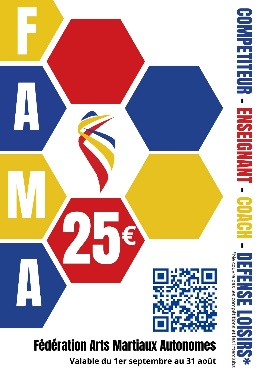 F
A
M
A
25€
COMPETITEUR - ENSEIGNANT - COACH - DEFENSE LOISIRS*
Fédération Arts Martiaux Autonomes
Valable du 1er septembre au 31 août